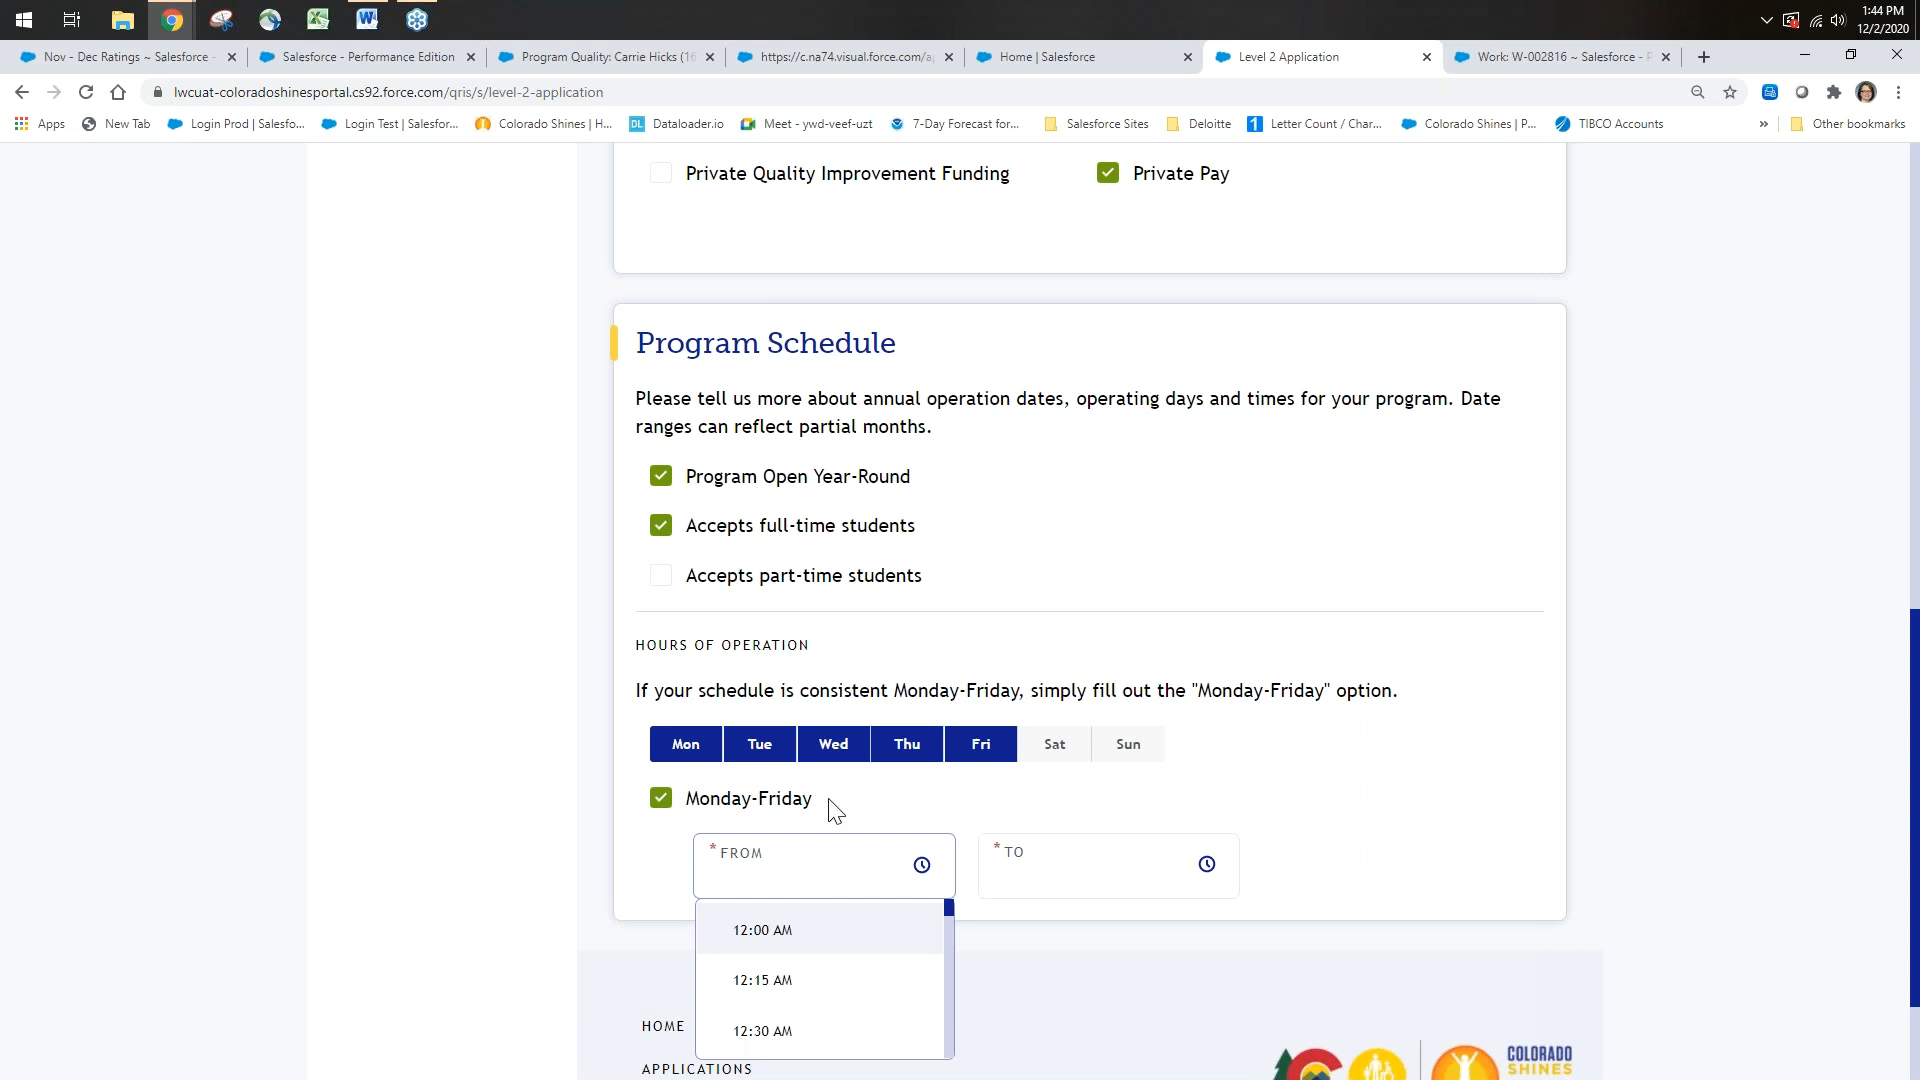 1:44 PM
12/2/2020
Nov - Dec Ratings ~ Salesforce -
Salesforce - Performance Edition
Program Quality: Carrie Hicks (16
https://c.na74.visual.force.com/a
Home | Salesforce
Level 2 Application
Work: W-002816 ~ Salesforce - P
lwcuat-coloradoshinesportal.cs92.force.com/qris/s/level-2-application
Apps
New Tab
Login Prod | Salesfo...
Login Test | Salesfor...
Colorado Shines | H...
DL Dataloader.io
Meet - ywd-veef-uzt
7-Day Forecast for...
Salesforce Sites
Deloitte
1 Letter Count / Char...
Colorado Shines | P...
TIBCO Accounts
»
Other bookmarks
Private Quality Improvement Funding
Private Pay
Program Schedule
Please tell us more about annual operation dates, operating days and times for your program. Date
ranges can reflect partial months.
Program Open Year-Round
Accepts full-time students
Accepts part-time students
HOURS OF OPERATION
If your schedule is consistent Monday-Friday, simply fill out the "Monday-Friday" option.
Mon Tue Wed Thu Fri Sat Sun
Monday-Friday
* FROM
* TO
12:00 AM
12:15 AM
12:30 AM
HOME
APPLICATIONS
COLORADO
SHINES